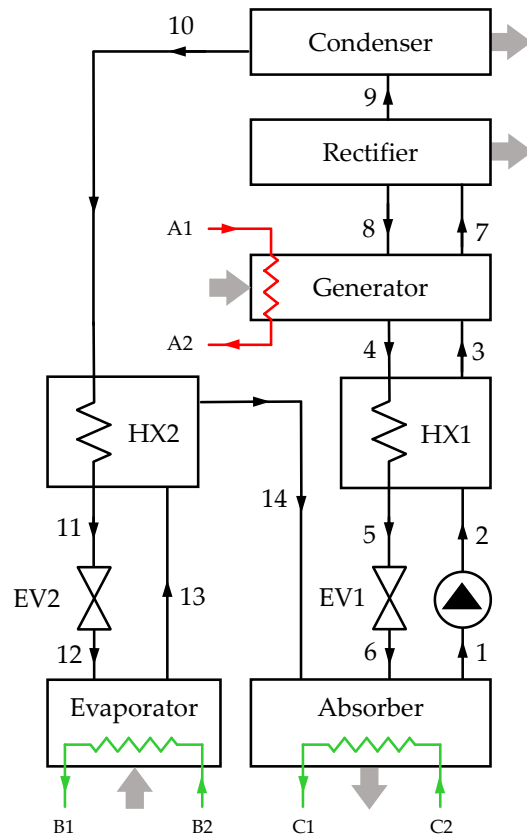 10
Condenser
9
Rectifier
8
7
A1
Generator
A2
4
3
HX2
HX1
14
11
13
5
2
EV2
EV1
12
6
1
Evaporator
Absorber
B1
B2
C1
C2